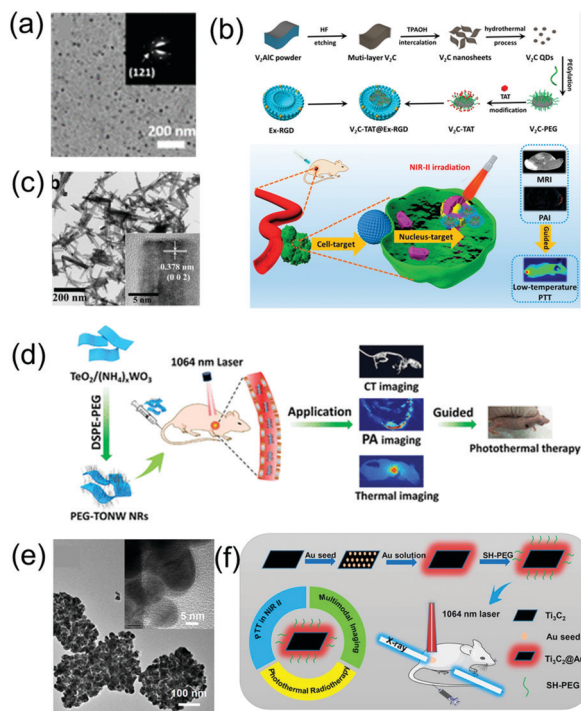 (a)
(121)
200 nm
(b)
HF
etching
TPAOH
intercalation
hydrothermal
process
V₂AlC powder
Muti-layer V₂C
V₂C nanosheets
V₂C QDs
PEGylation
TAT
modification
Ex-RGD
V₂C-TAT@Ex-RGD
V₂C-TAT
V₂C-PEG
NIR-II irradiation
MRI
PAI
Cell-target
Nucleus-target
Guided
Low-temperature
PTT
(c)
b
0.378 nm
(0 0 2)
200 nm
5 nm
(d)
TeO₂/(NH₄)ₓWO₃
DSPE-PEG
PEG-TONW NRs
1064 nm Laser
Application
CT imaging
PA imaging
Thermal imaging
Guided
Photothermal therapy
(e)
5 nm
100 nm
(f)
Au seed
Au solution
SH-PEG
PTT in NIR II
Multimodal Imaging
Photothermal Radiotherapy
1064 nm laser
X-ray
Ti₃C₂
Au seed
Ti₃C₂@Au
SH-PEG